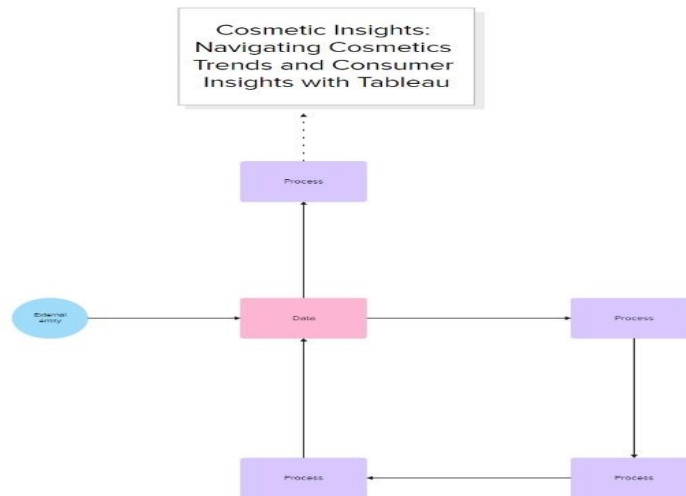 Cosmetic Insights:
Navigating Cosmetics
Trends and Consumer
Insights with Tableau
Process
External
entity
Data
Process
Process
Process